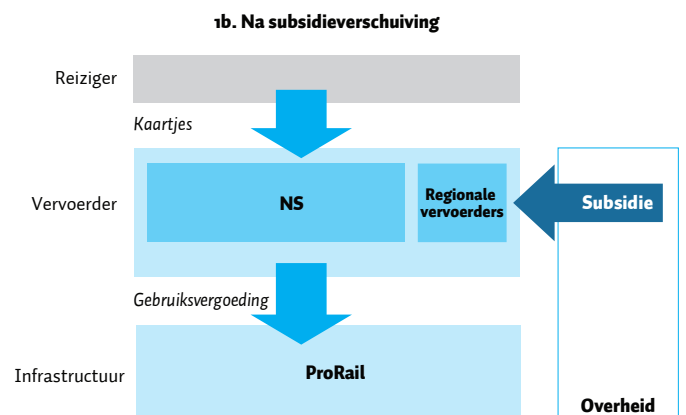 1b. Na subsidieverschuiving
Reiziger
Kaartjes
Vervoerder
NS
Regionale
vervoerders
Subsidie
Gebruiksvergoeding
Infrastructuur
ProRail
Overheid